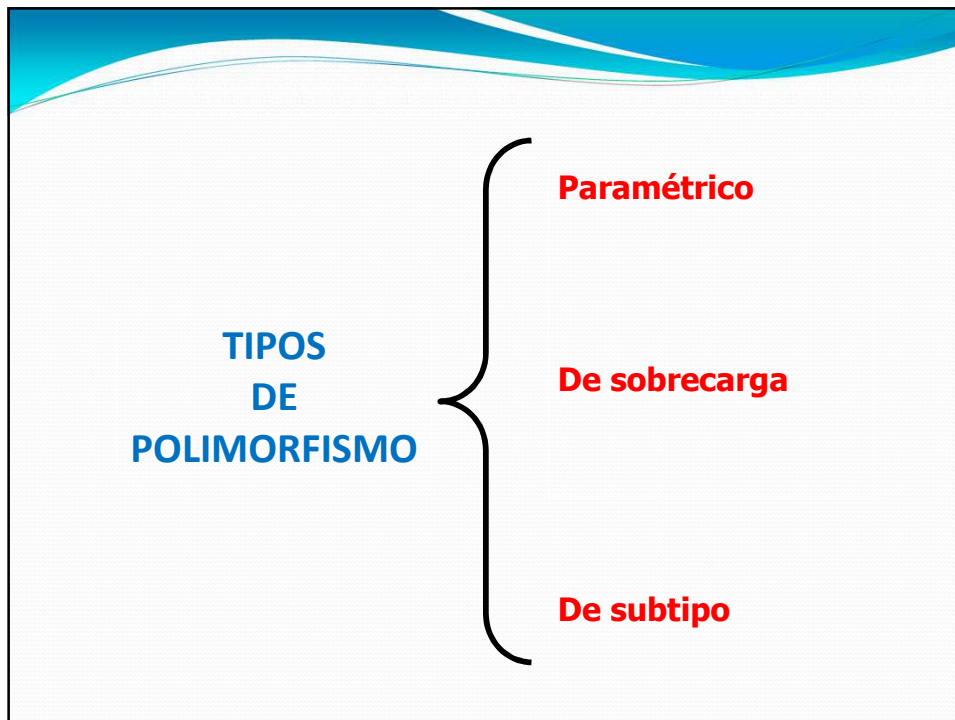 TIPOS
DE
POLIMORFISMO
Paramétrico
De sobrecarga
De subtipo